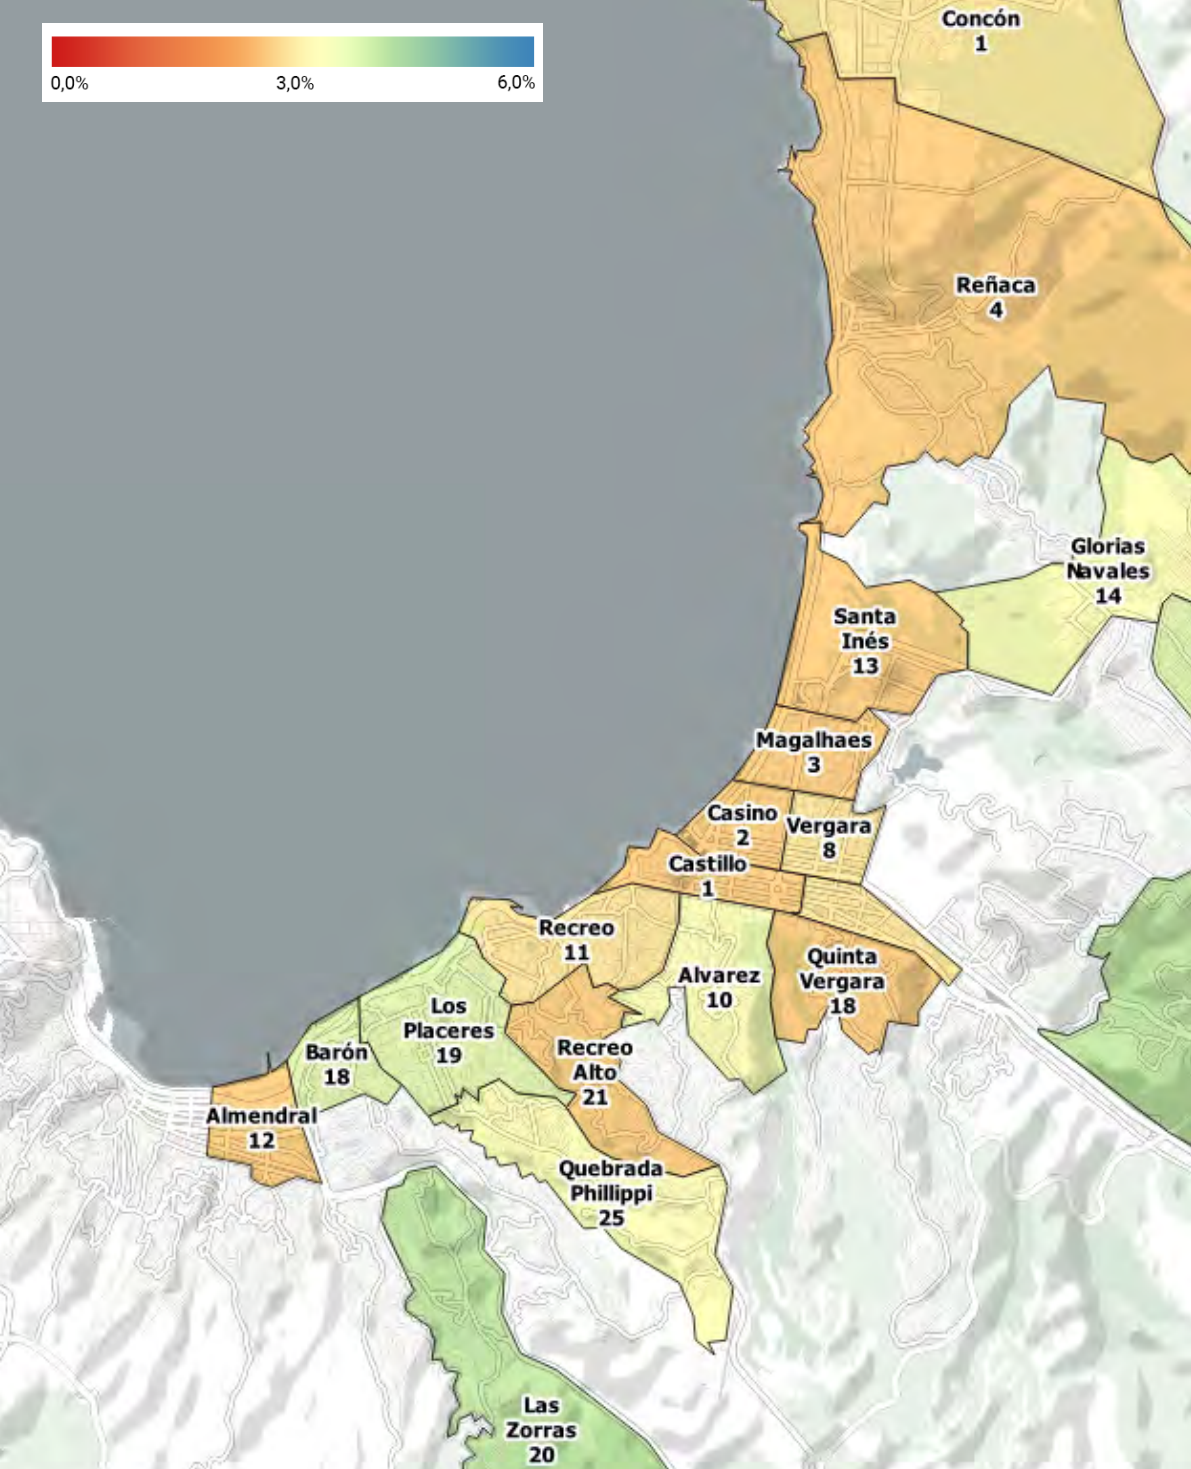 0,0%
3,0%
6,0%
Concón
1
Reñaca
4
Glorias
Navales
14
Santa
Inés
13
Magalhaes
3
Casino
2
Vergara
8
Castillo
1
Recreo
11
Alvarez
10
Quinta
Vergara
18
Los
Placeres
19
Barón
18
Recreo
Alto
21
Almendral
12
Quebrada
Phillippi
25
Las
Zorras
20